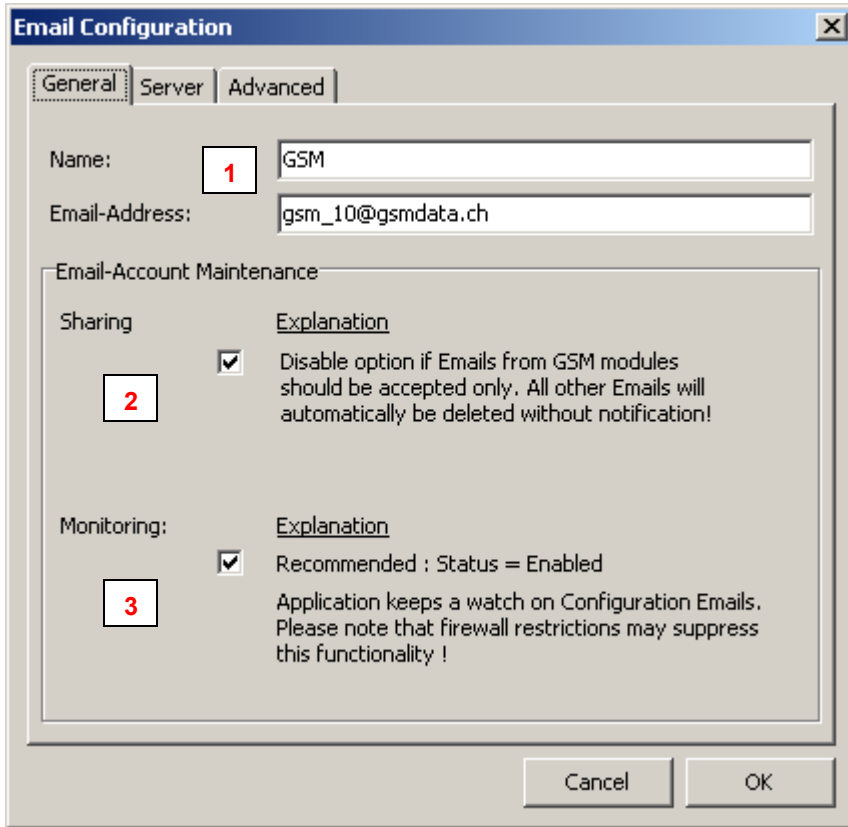 Email Configuration
General Server Advanced
Name: 1 GSM
Email-Address: gsm_10@gsmdata.ch
Email-Account Maintenance
Sharing Explanation
Disable option if Emails from GSM modules
should be accepted only. All other Emails will
automatically be deleted without notification!
2
Monitoring: Explanation
Recommended : Status = Enabled
3
Application keeps a watch on Configuration Emails.
Please note that firewall restrictions may suppress
this functionality !
Cancel OK